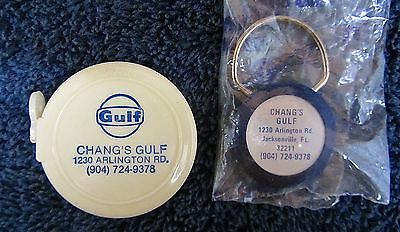 Gulf
CHANG'S GULF
1230 ARLINGTON RD.
(904) 724-9378
CHANG'S
GULF
1230 Arlington Rd.
Jacksonville, FL.
32211
(904) 724-9378